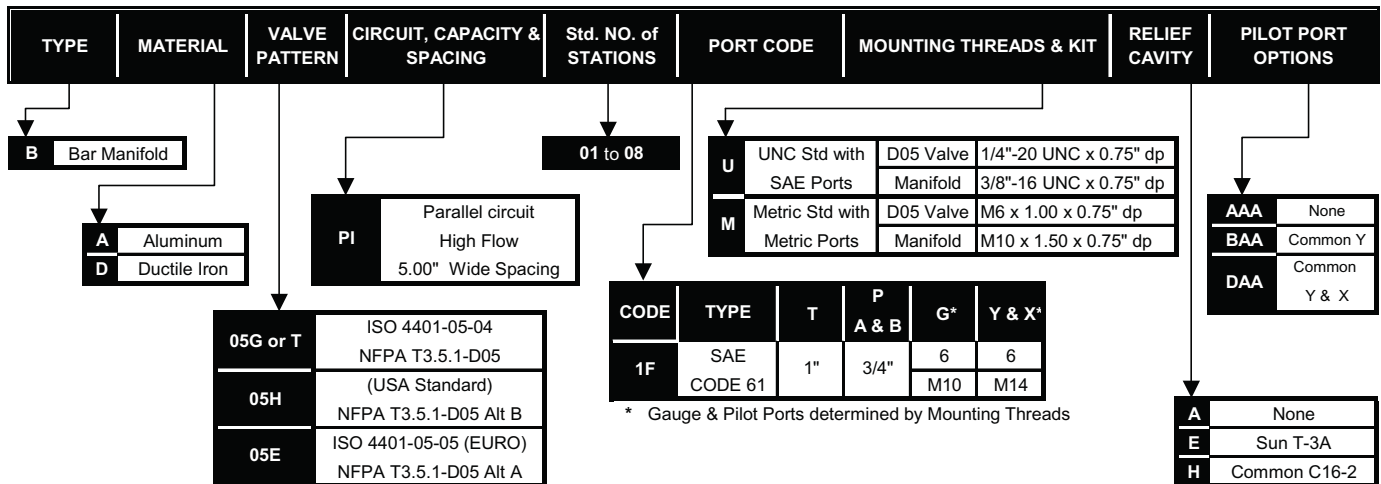 TYPE
MATERIAL
VALVE
PATTERN
CIRCUIT, CAPACITY &
SPACING
Std. NO. of
STATIONS
PORT CODE
MOUNTING THREADS & KIT
RELIEF
CAVITY
PILOT PORT
OPTIONS
B Bar Manifold
A Aluminum
D Ductile Iron
05G or T
ISO 4401-05-04
NFPA T3.5.1-D05
05H
(USA Standard)
NFPA T3.5.1-D05 Alt B
05E
ISO 4401-05-05 (EURO)
NFPA T3.5.1-D05 Alt A
PI
Parallel circuit
High Flow
5.00" Wide Spacing
01 to 08
U
UNC Std with
SAE Ports
D05 Valve 1/4"-20 UNC x 0.75" dp
Manifold 3/8"-16 UNC x 0.75" dp
M
Metric Std with
Metric Ports
D05 Valve M6 x 1.00 x 0.75" dp
Manifold M10 x 1.50 x 0.75" dp
CODE TYPE T P
A & B
G* Y & X*
1F
SAE
CODE 61
1" 3/4" 6 6
M10 M14
* Gauge & Pilot Ports determined by Mounting Threads
AAA None
BAA Common Y
DAA Common
Y & X
A None
E Sun T-3A
H Common C16-2